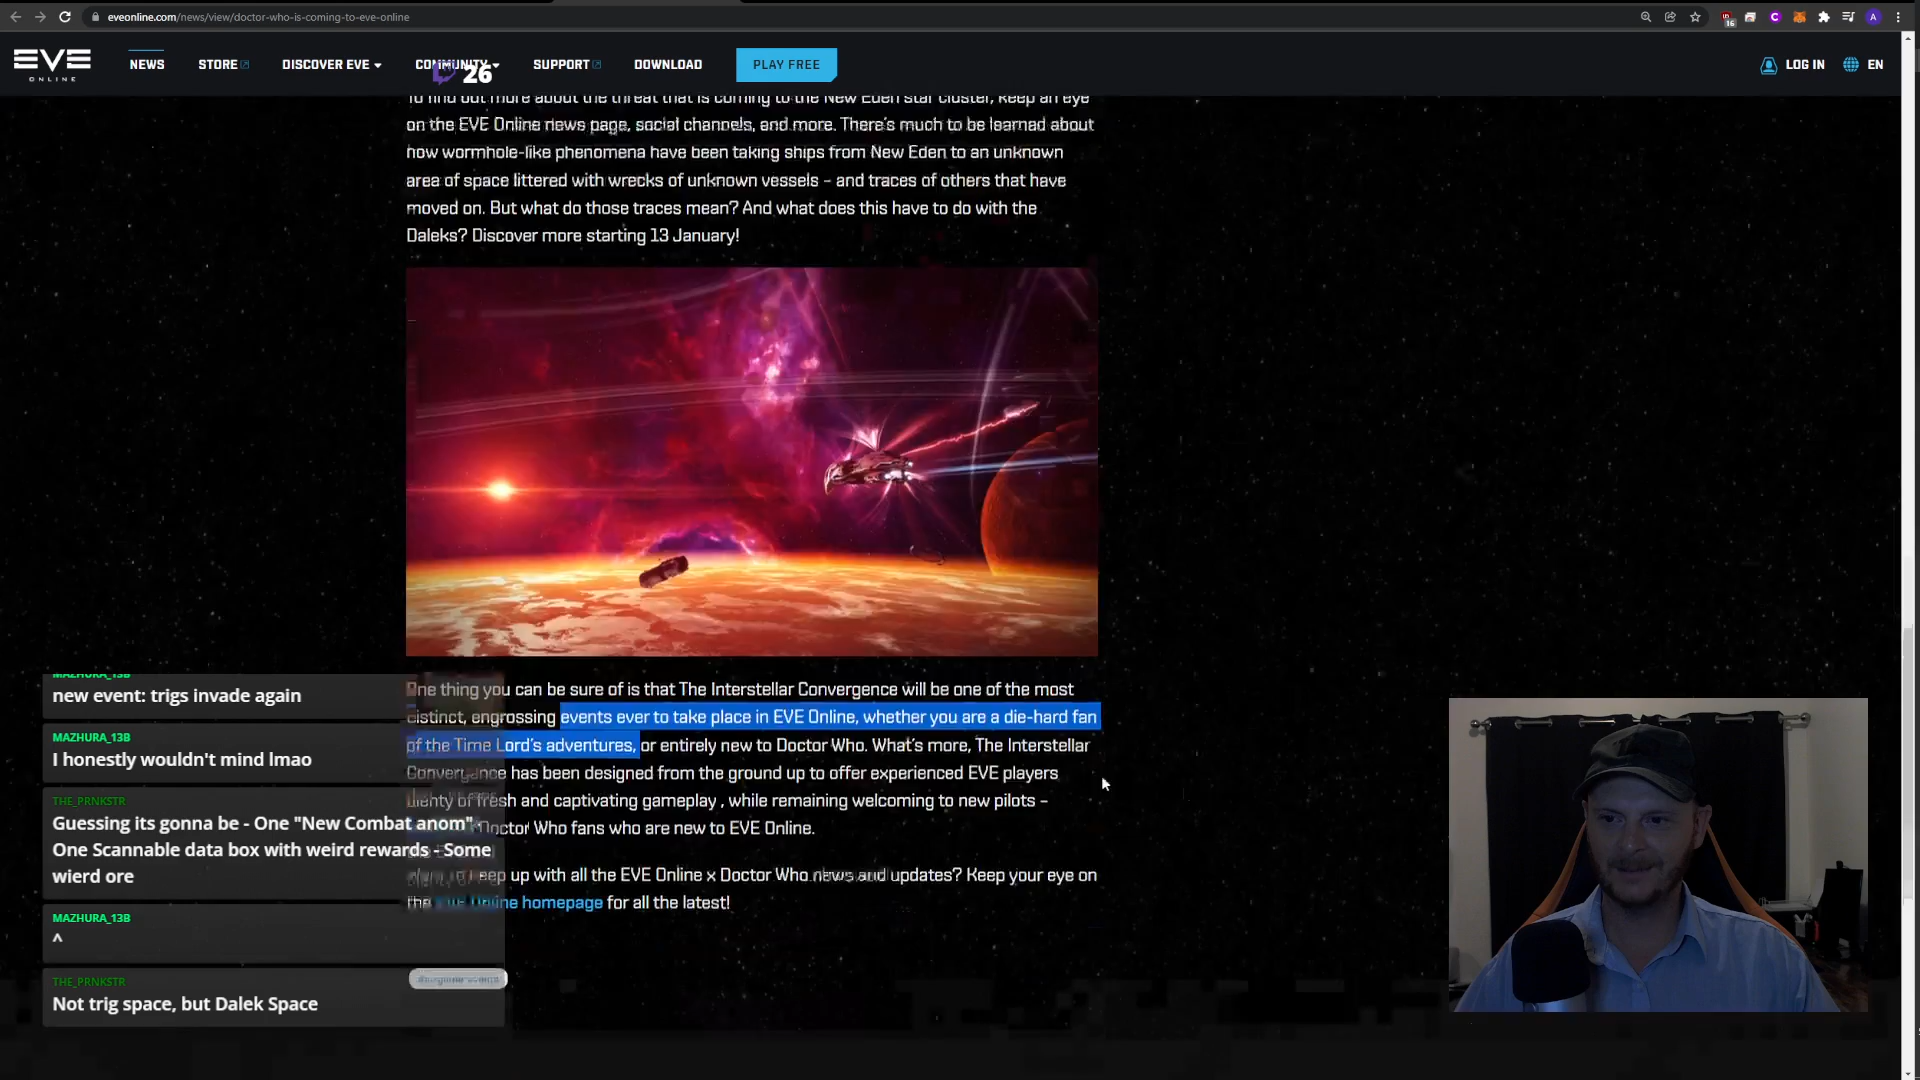 eveonline.com/news/view/doctor-who-is-coming-to-eve-online
16
A
EVE
ONLINE
NEWS
STORE
DISCOVER EVE
COMMUNITY
26
SUPPORT
DOWNLOAD
PLAY FREE
LOG IN
EN
To find out more about the threat that is coming to the New Eden star cluster, keep an eye
on the EVE Online news page, social channels, and more. There's much to be learned about
how wormhole-like phenomena have been taking ships from New Eden to an unknown
area of space littered with wrecks of unknown vessels – and traces of others that have
moved on. But what do those traces mean? And what does this have to do with the
Daleks? Discover more starting 13 January!
One thing you can be sure of is that The Interstellar Convergence will be one of the most
distinct, engrossing events ever to take place in EVE Online, whether you are a die-hard fan
of the Time Lord's adventures, or entirely new to Doctor Who. What's more, The Interstellar
Convergence has been designed from the ground up to offer experienced EVE players
plenty of fresh and captivating gameplay , while remaining welcoming to new pilots –
Doctor Who fans who are new to EVE Online.
keep up with all the EVE Online x Doctor Who news and updates? Keep your eye on
the EVE Online homepage for all the latest!
MAZHURA_13B
new event: trigs invade again
MAZHURA_13B
I honestly wouldn't mind lmao
THE_PRNKSTR
Guessing its gonna be - One "New Combat anom" -
One Scannable data box with weird rewards - Some
wierd ore
MAZHURA_13B
^
THE_PRNKSTR
Not trig space, but Dalek Space